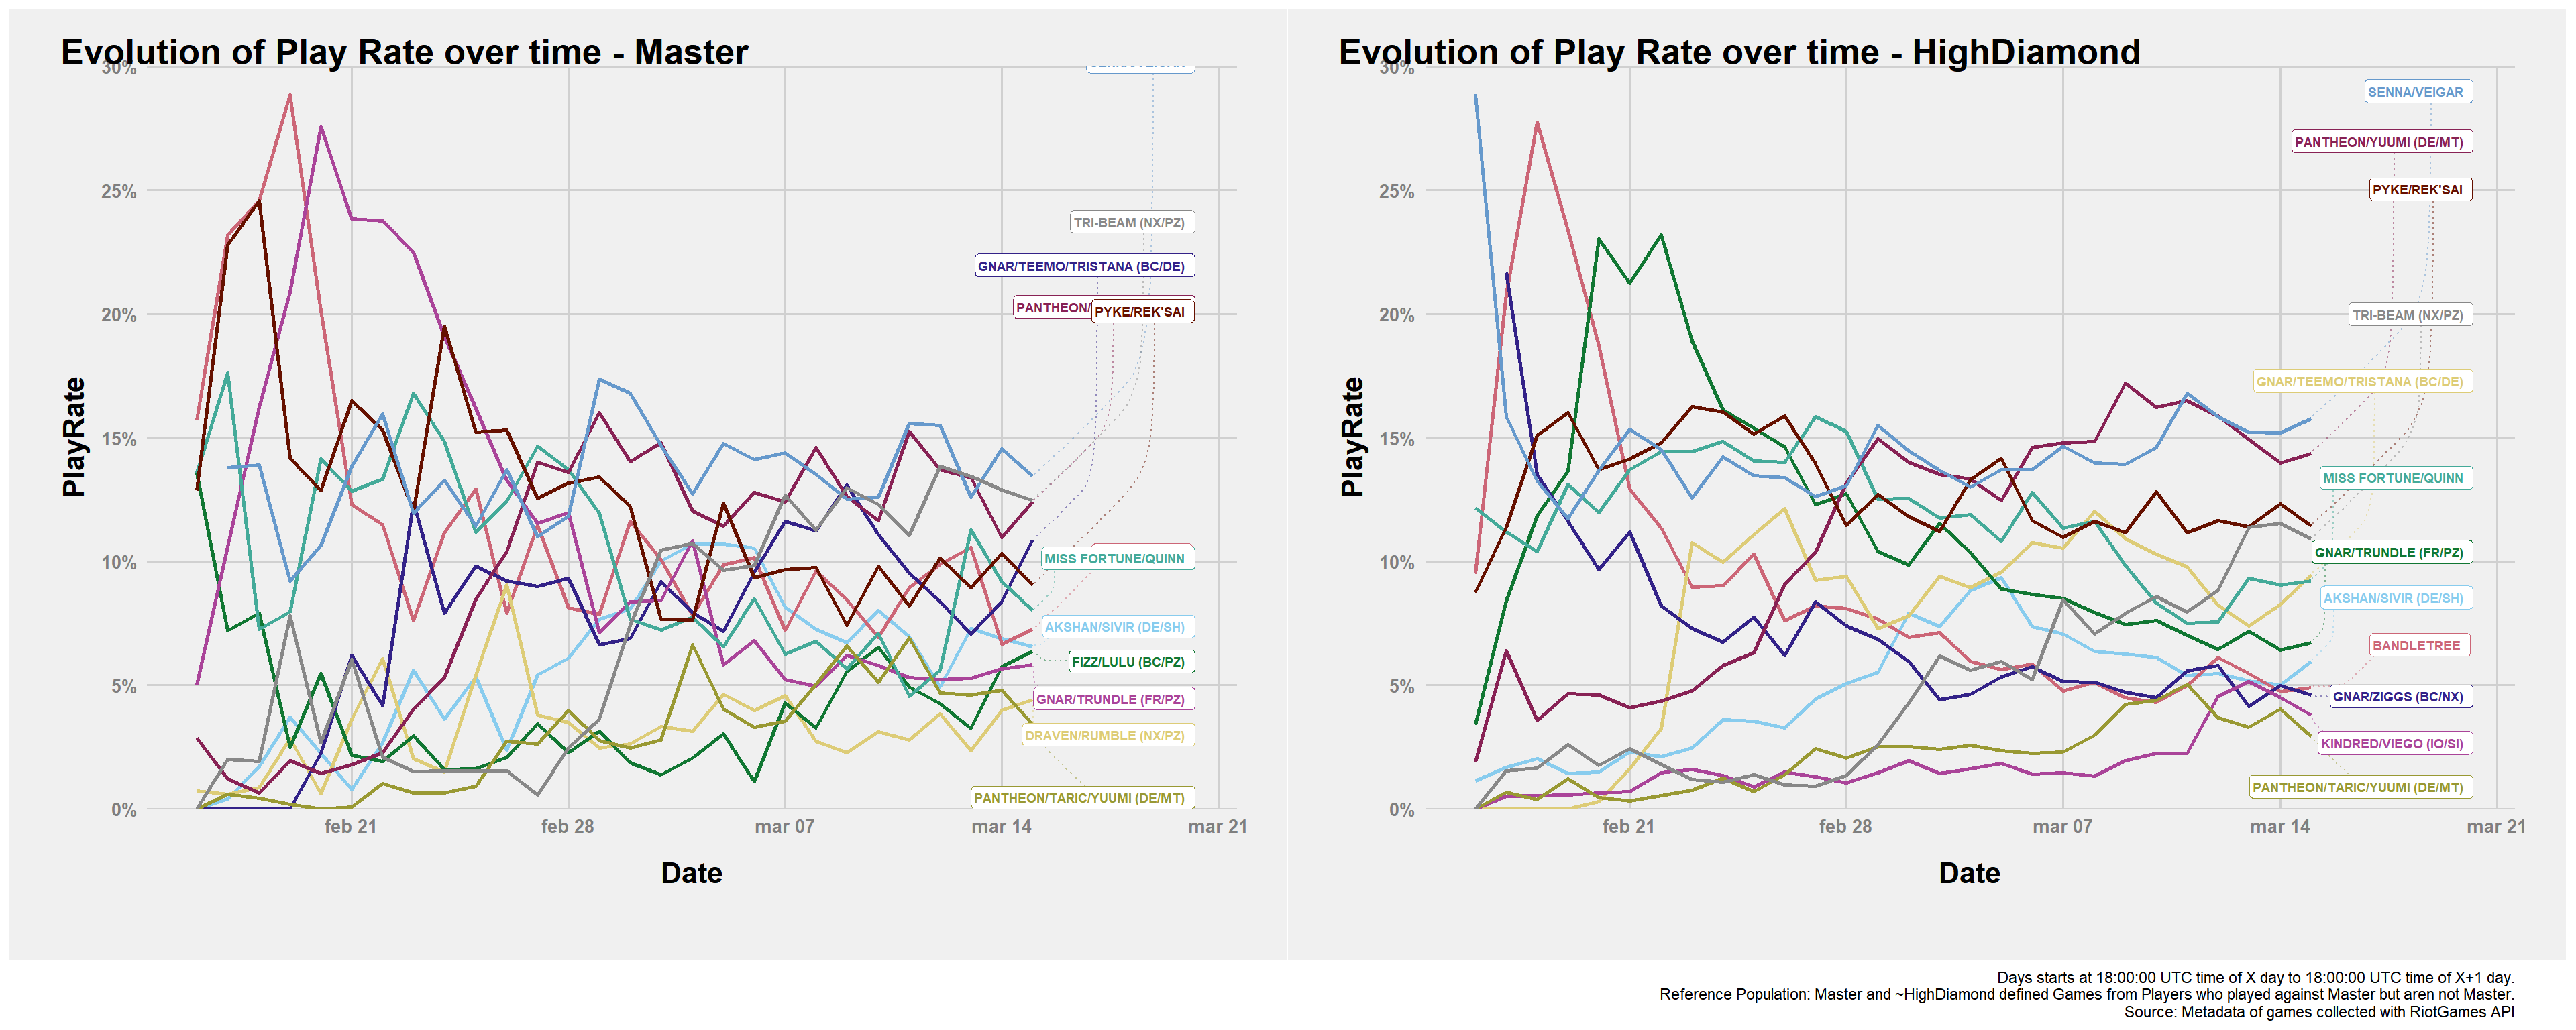 Evolution of Play Rate over time - Master
30%
25%
20%
15%
10%
5%
0%
PlayRate
TRI-BEAM (NX/PZ)
GNAR/TEEMO/TRISTANA (BC/DE)
PANTHEON/
PYKE/REK'SAI
MISS FORTUNE/QUINN
AKSHAN/SIVIR (DE/SH)
FIZZ/LULU (BC/PZ)
GNAR/TRUNDLE (FR/PZ)
DRAVEN/RUMBLE (NX/PZ)
PANTHEON/TARIC/YUUMI (DE/MT)
feb 21
feb 28
mar 07
mar 14
mar 21
Date
Evolution of Play Rate over time - HighDiamond
30%
25%
20%
15%
10%
5%
0%
PlayRate
SENNA/VEIGAR
PANTHEON/YUUMI (DE/MT)
PYKE/REK'SAI
TRI-BEAM (NX/PZ)
GNAR/TEEMO/TRISTANA (BC/DE)
MISS FORTUNE/QUINN
GNAR/TRUNDLE (FR/PZ)
AKSHAN/SIVIR (DE/SH)
BANDLETREE
GNAR/ZIGGS (BC/NX)
KINDRED/VIEGO (IO/SI)
PANTHEON/TARIC/YUUMI (DE/MT)
feb 21
feb 28
mar 07
mar 14
mar 21
Date
Days starts at 18:00:00 UTC time of X day to 18:00:00 UTC time of X+1 day.
Reference Population: Master and ~HighDiamond defined Games from Players who played against Master but aren not Master.
Source: Metadata of games collected with RiotGames API